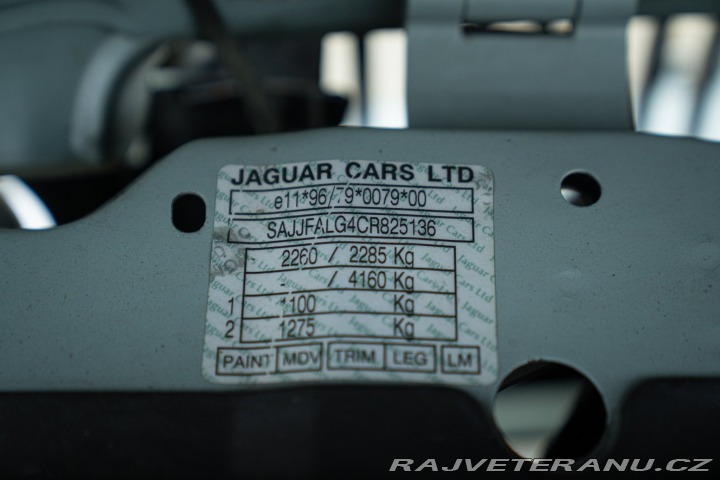 JAGUAR CARS LTD
e11*96/79*0079*00
SAJJFALG4CR825136
2260 / 2285 Kg
/ 4160 Kg
1 1100 Kg
2 1275 Kg
PAINT MDV TRIM LEG LM
RAJVETERANU.CZ